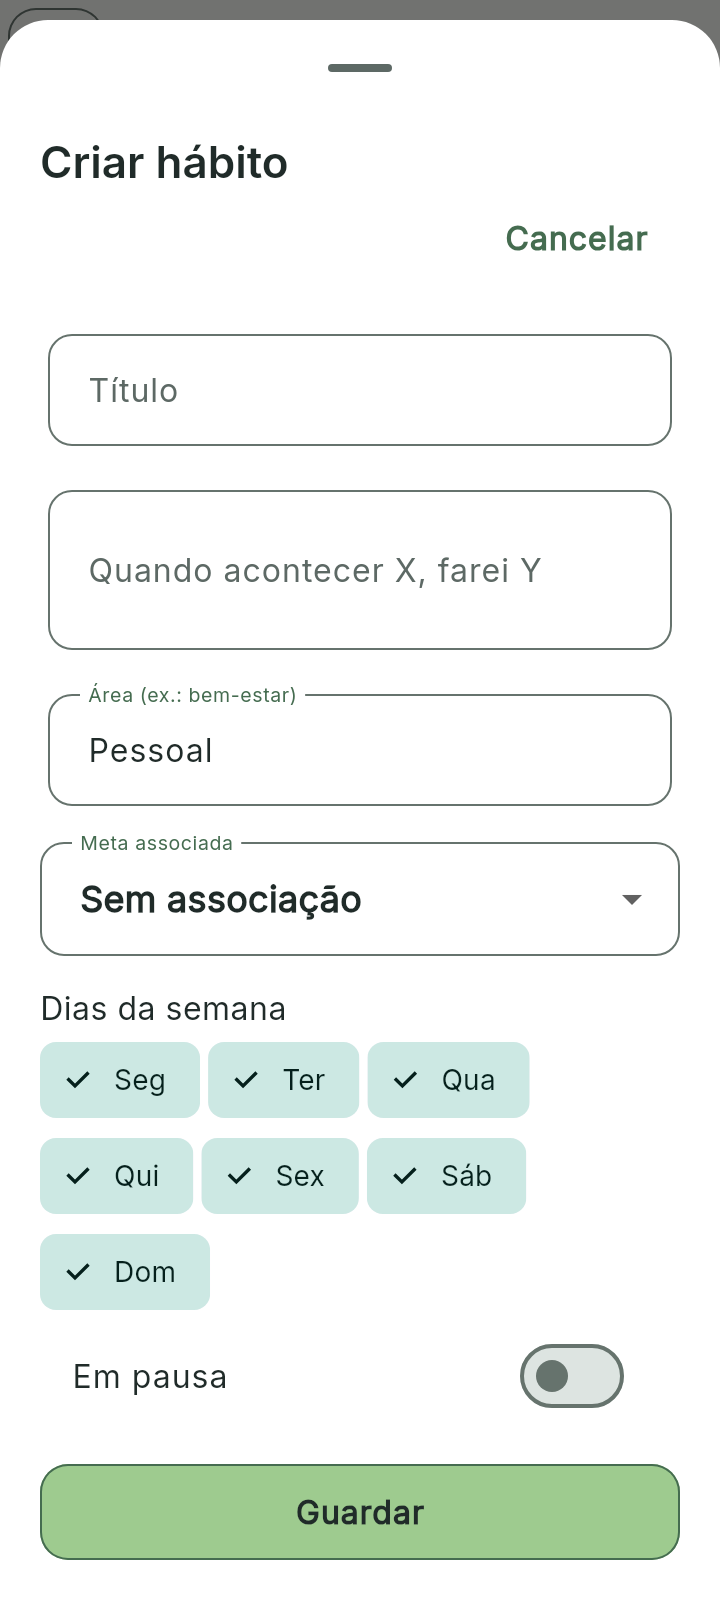 Criar hábito
Cancelar
Título
Quando acontecer X, farei Y
Área (ex.: bem-estar)
Pessoal
Meta associada
Sem associação
Dias da semana
Seg Ter Qua
Qui Sex Sáb
Dom
Em pausa
Guardar